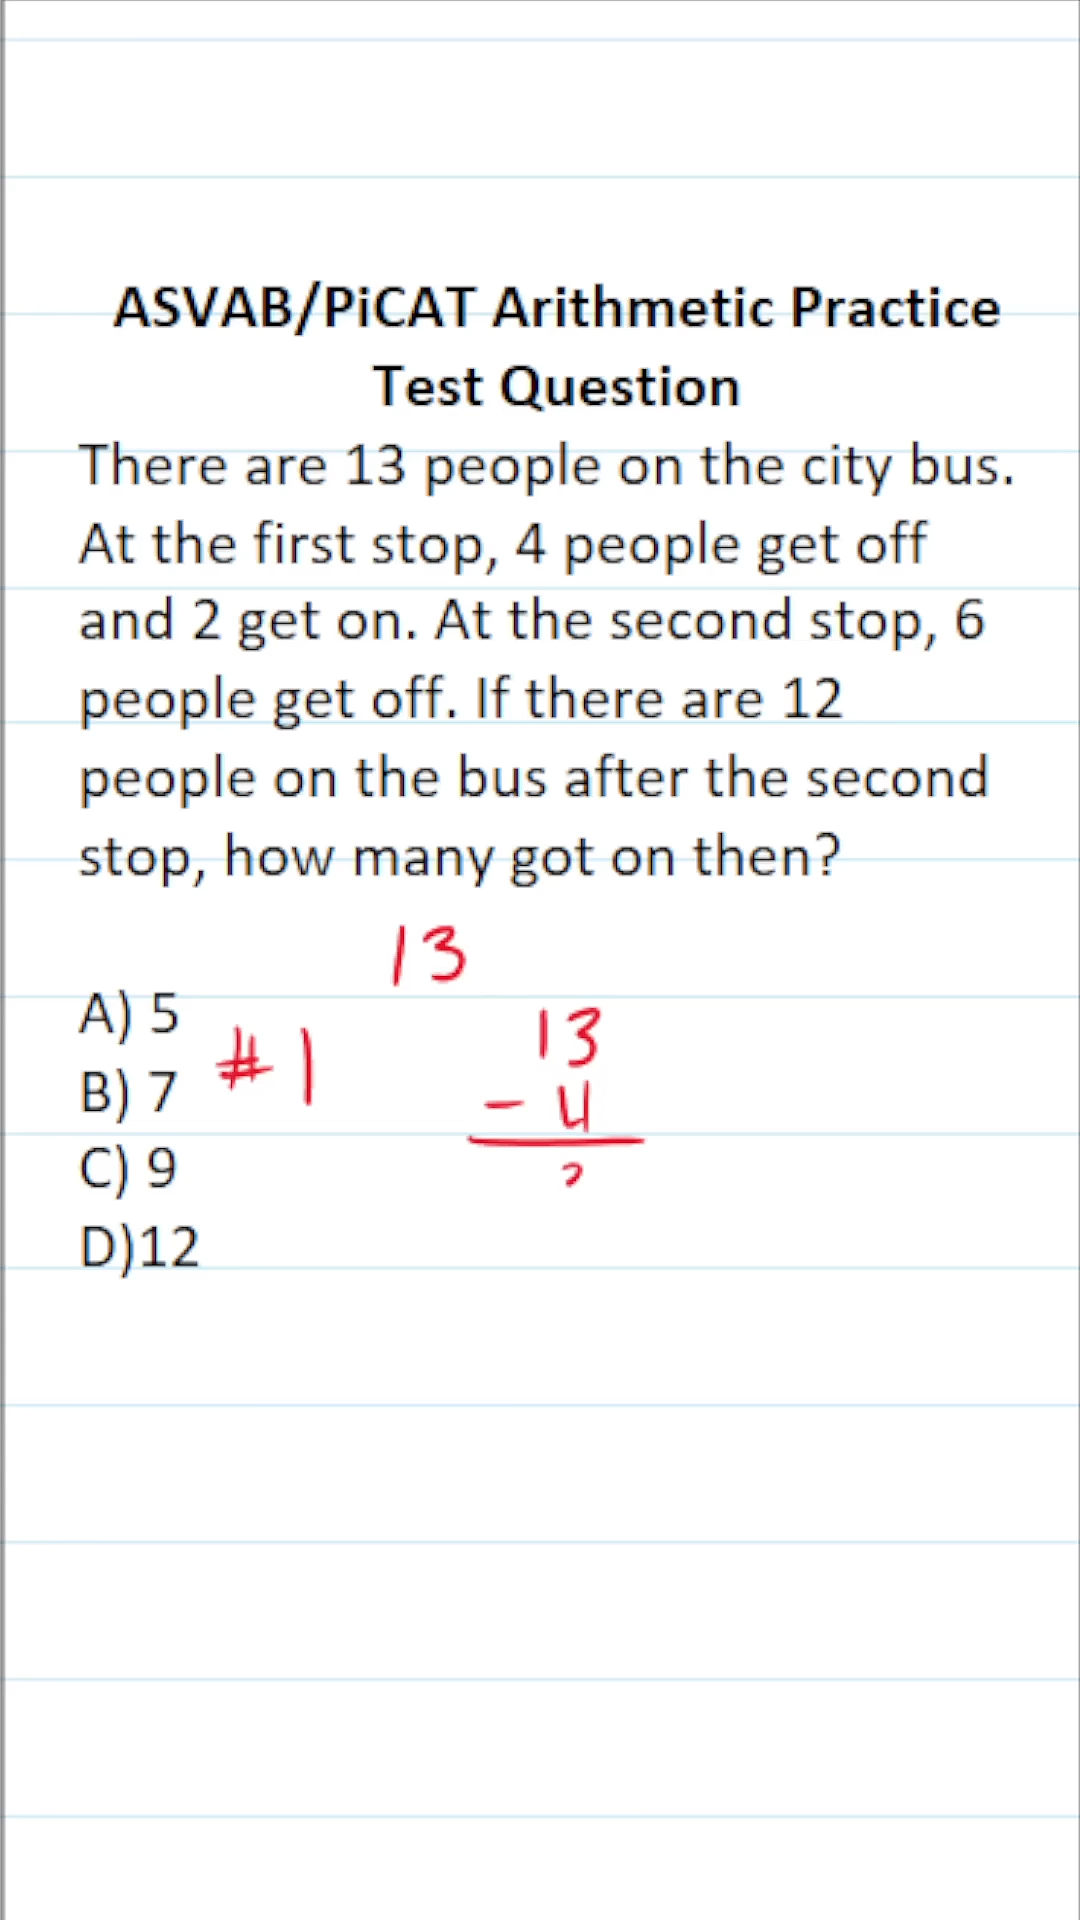 ASVAB/PiCAT Arithmetic Practice
Test Question
There are 13 people on the city bus.
At the first stop, 4 people get off
and 2 get on. At the second stop, 6
people get off. If there are 12
people on the bus after the second
stop, how many got on then?
13
A) 5
#1
13
B) 7
- 4
C) 9
D)12